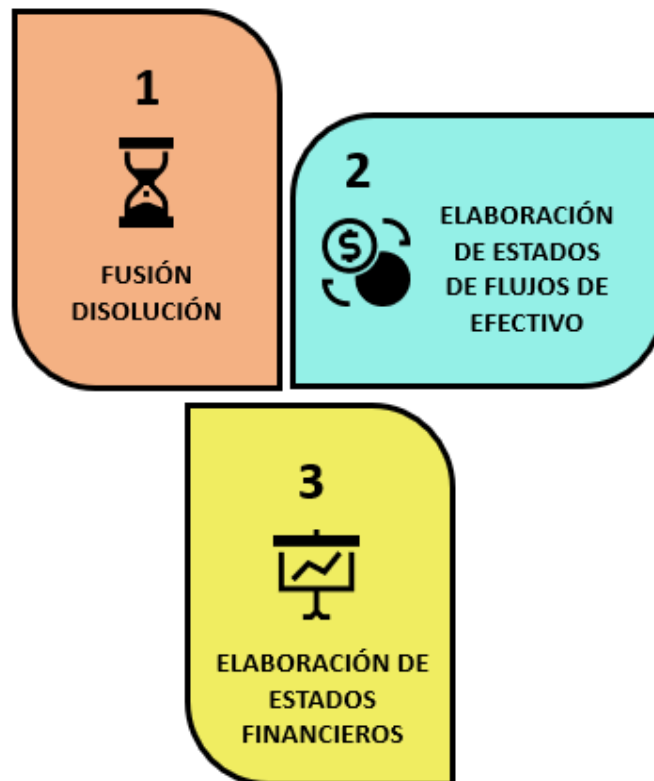 1
FUSIÓN
DISOLUCIÓN
2
$
ELABORACIÓN
DE ESTADOS
DE FLUJOS DE
EFECTIVO
3
ELABORACIÓN DE
ESTADOS
FINANCIEROS